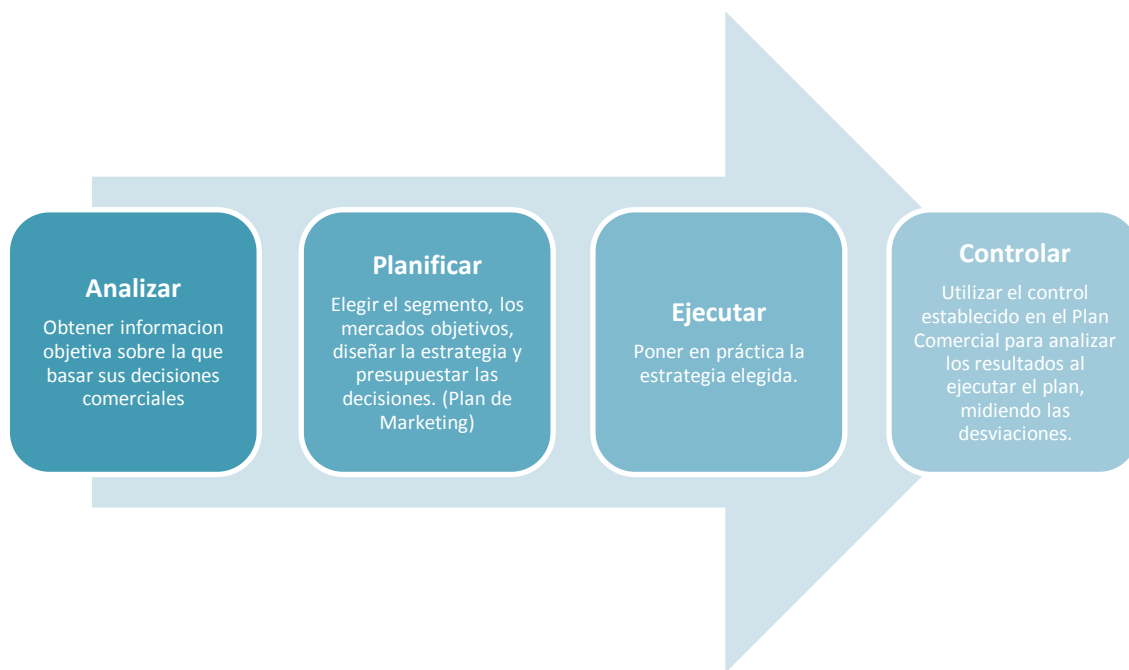 Analizar
Obtener informacion
objetiva sobre la que
basar sus decisiones
comerciales
Planificar
Elegir el segmento, los
mercados objetivos,
diseñar la estrategia y
presupuestar las
decisiones. (Plan de
Marketing)
Ejecutar
Poner en práctica la
estrategia elegida.
Controlar
Utilizar el control
establecido en el Plan
Comercial para analizar
los resultados al
ejecutar el plan,
midiendo las
desviaciones.